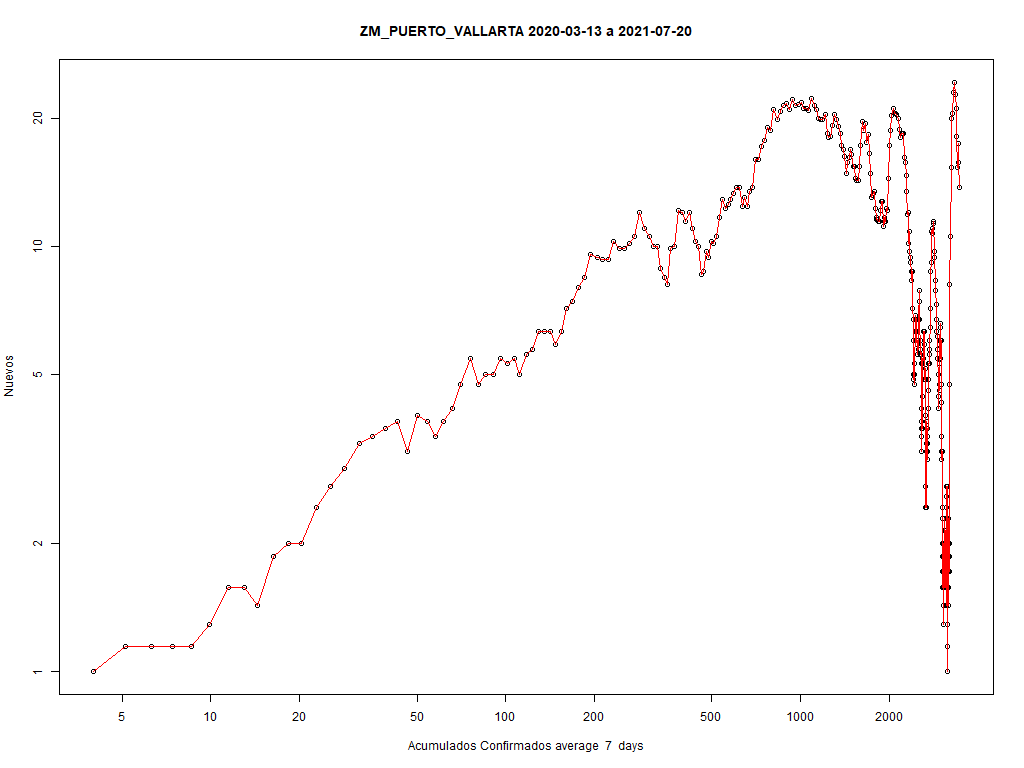 ZM_PUERTO_VALLARTA 2020-03-13 a 2021-07-20
Nuevos
20
10
5
2
1
5 10 20 50 100 200 500 1000 2000
Acumulados Confirmados average 7 days